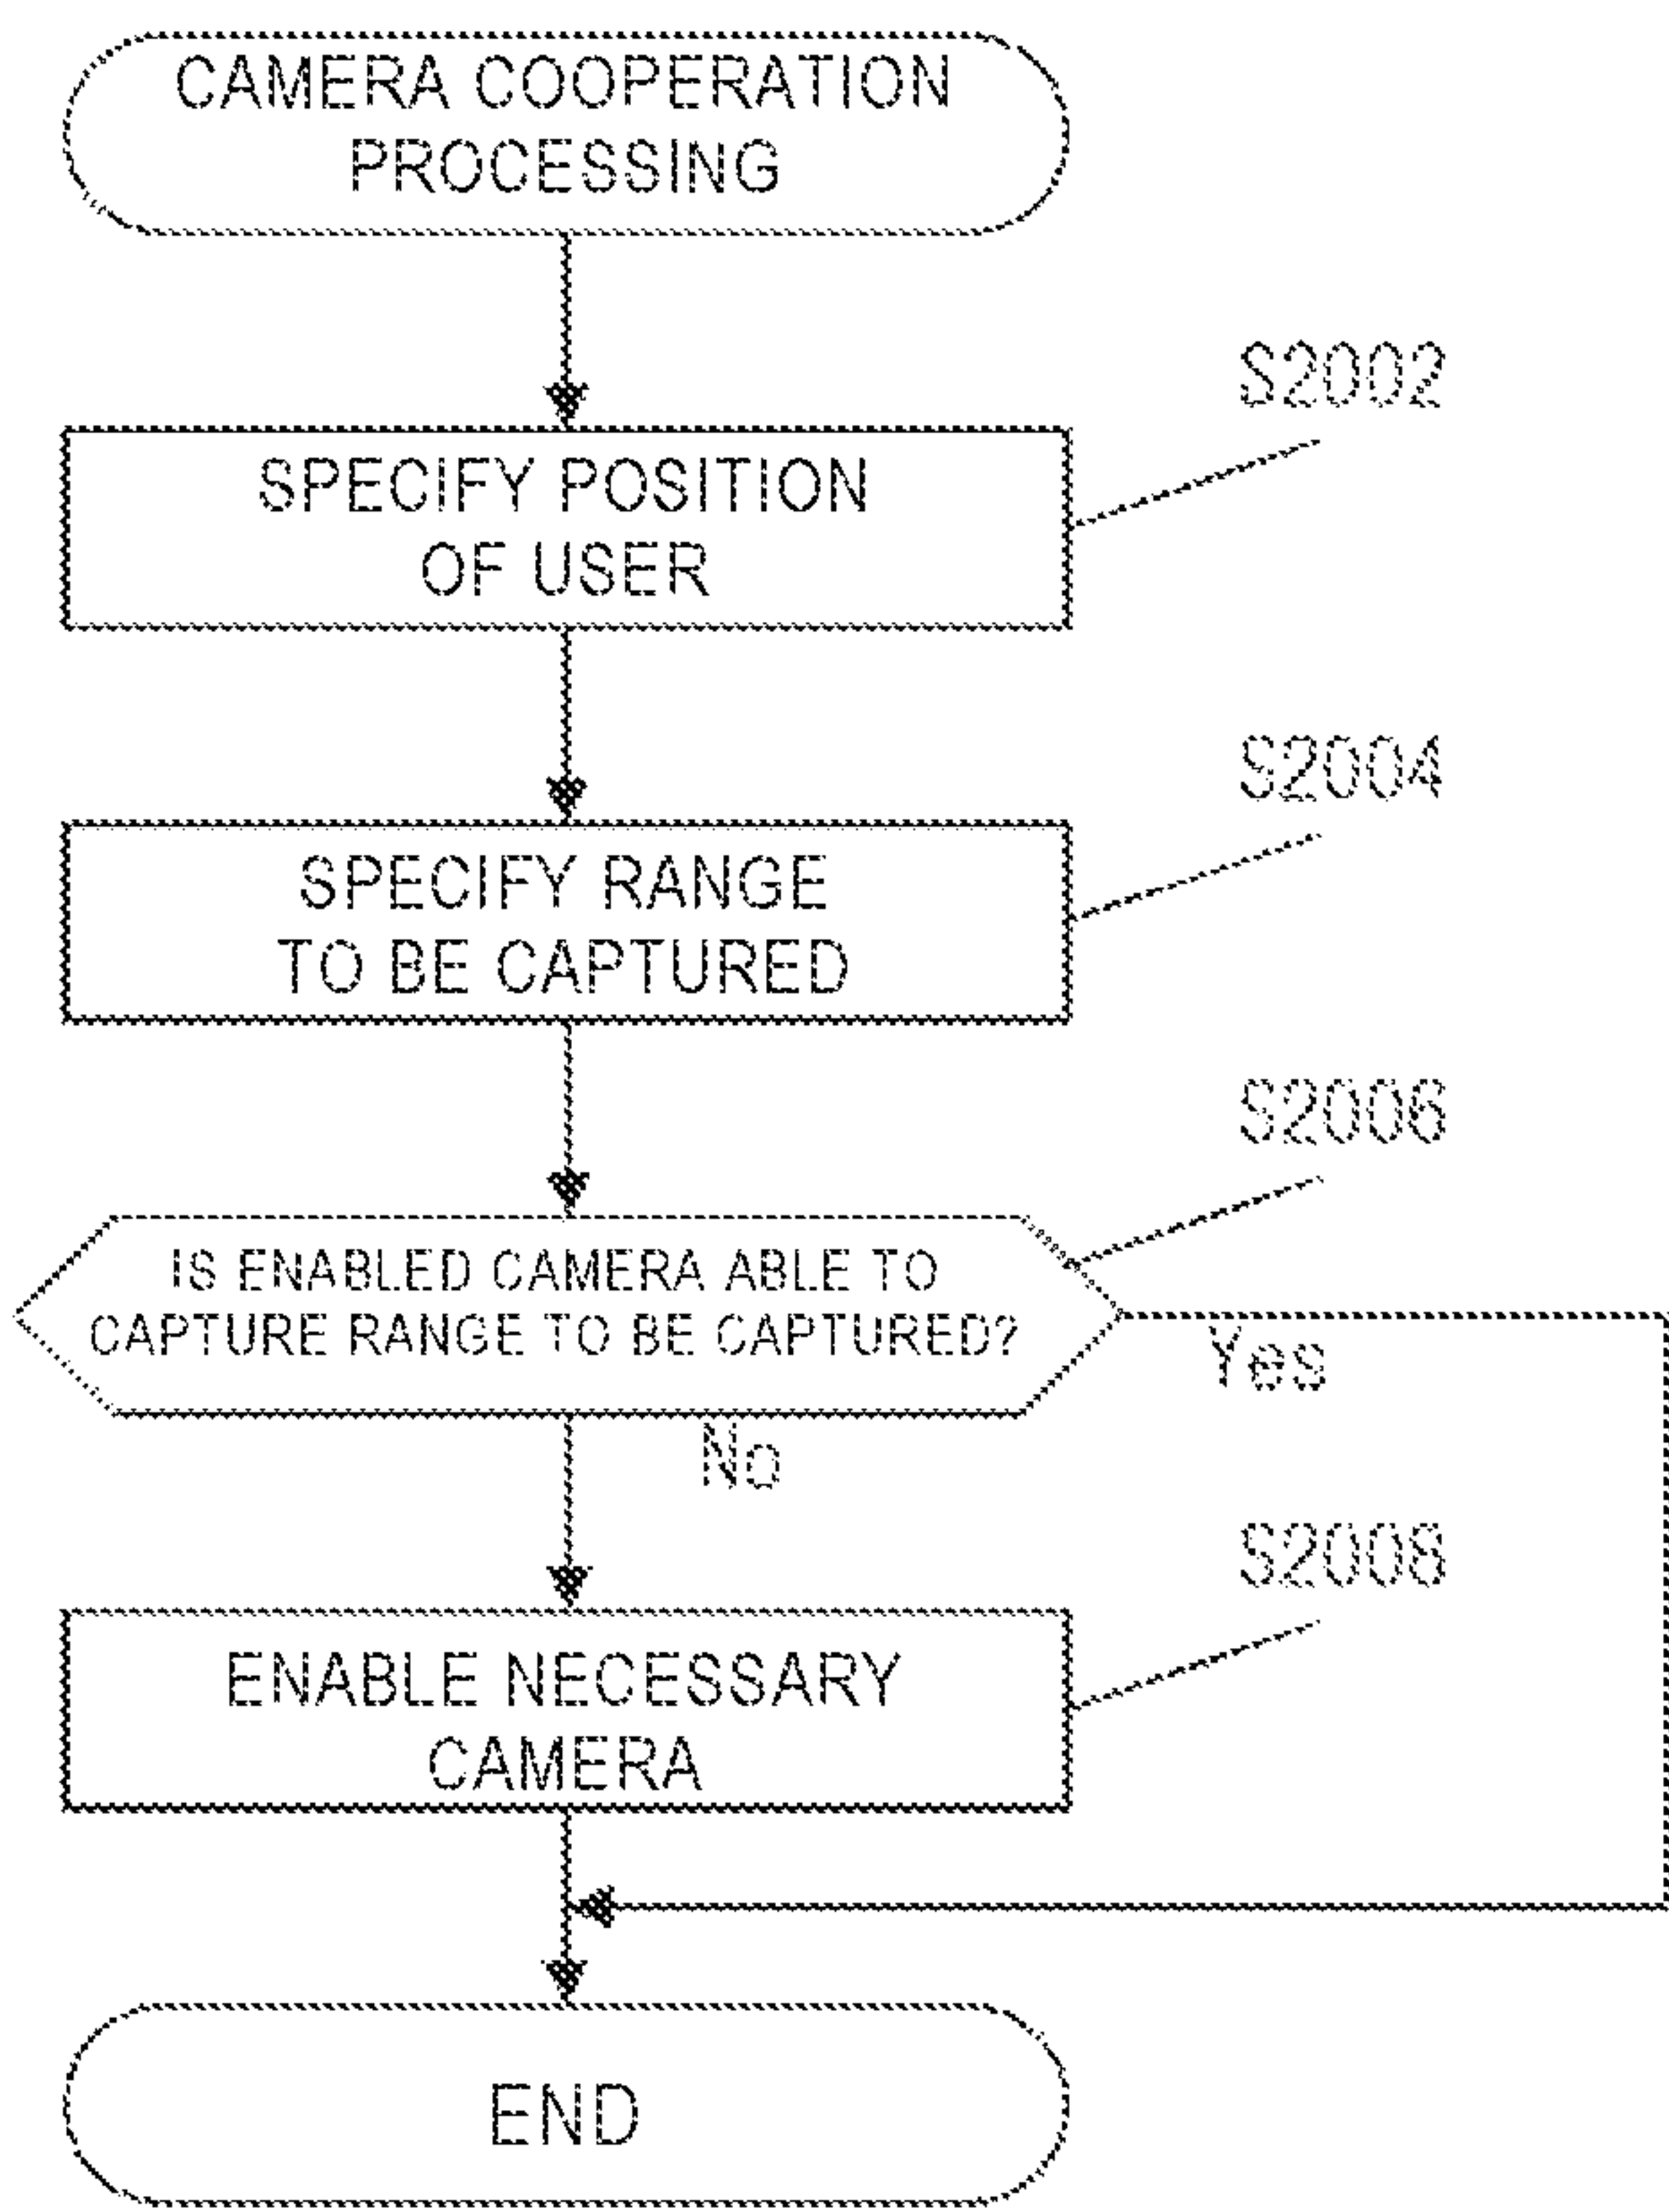 CAMERA COOPERATION
PROCESSING
S2002
SPECIFY POSITION
OF USER
S2004
SPECIFY RANGE
TO BE CAPTURED
S2006
IS ENABLED CAMERA ABLE TO
CAPTURE RANGE TO BE CAPTURED?
Yes
No
S2008
ENABLE NECESSARY
CAMERA
END